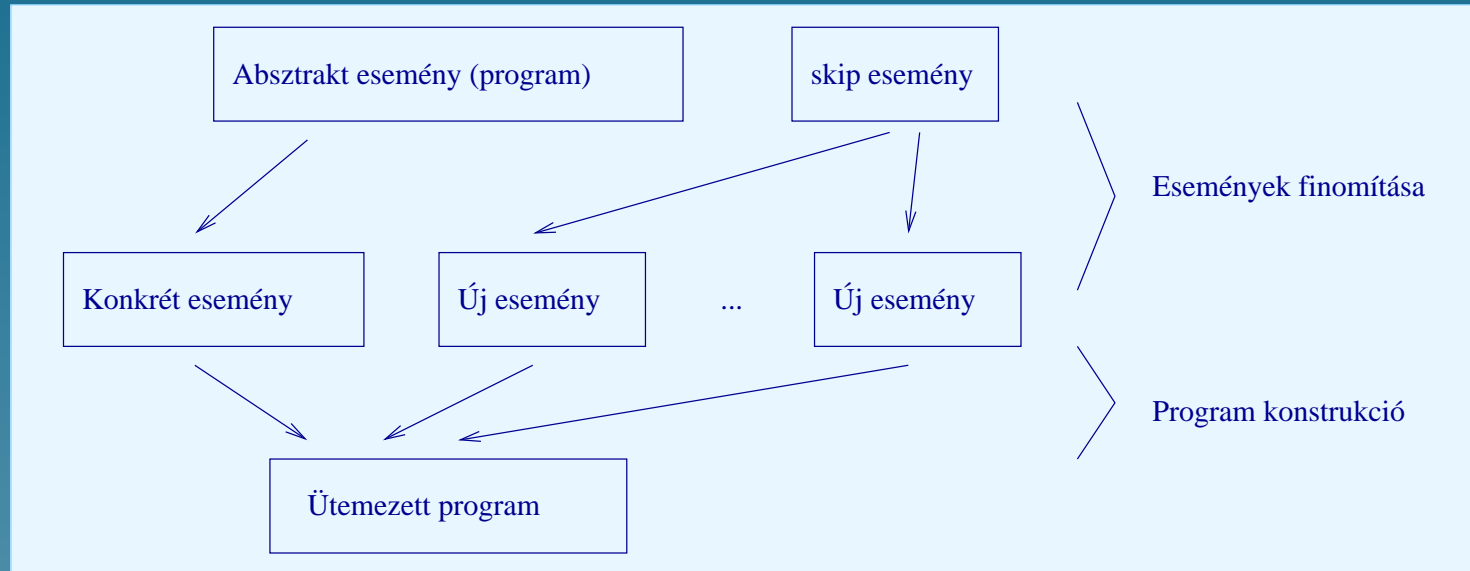 Absztrakt esemény (program)
skip esemény
Események finomítása
Konkrét esemény
Új esemény
...
Új esemény
Program konstrukció
Ütemezett program